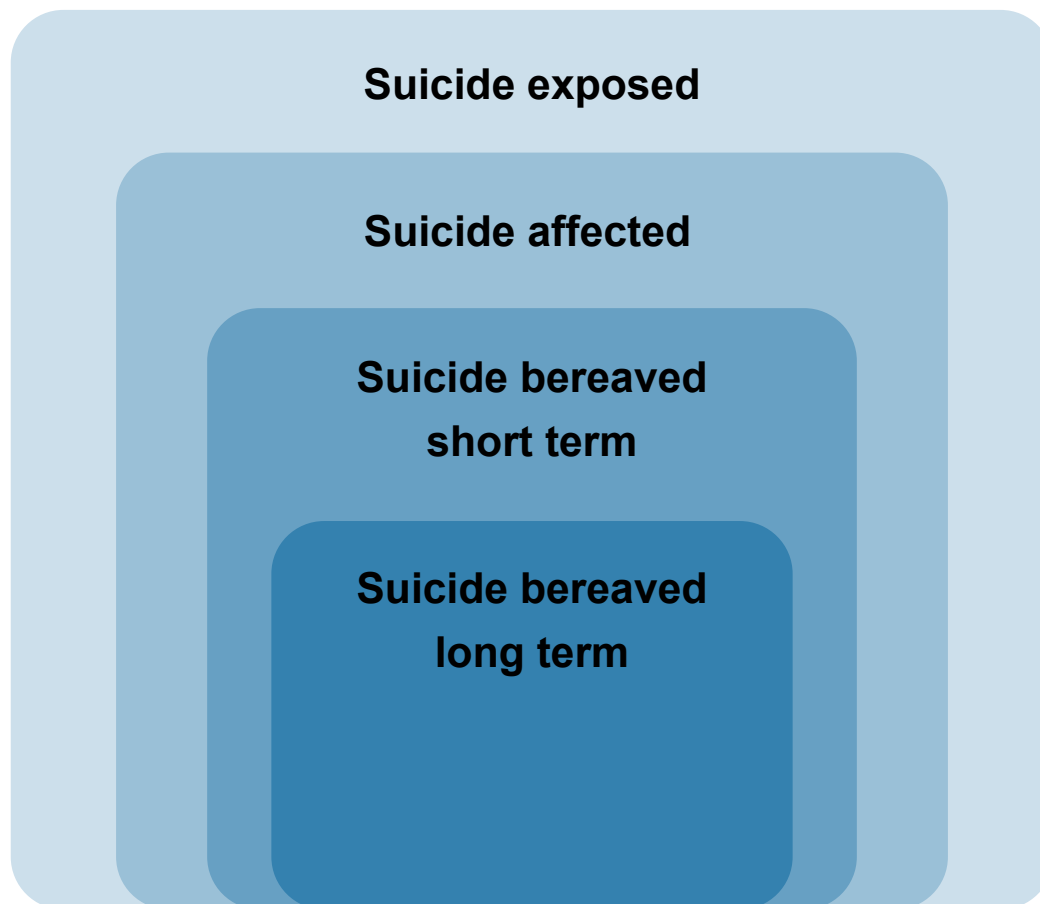 Suicide exposed
Suicide affected
Suicide bereaved
short term
Suicide bereaved
long term